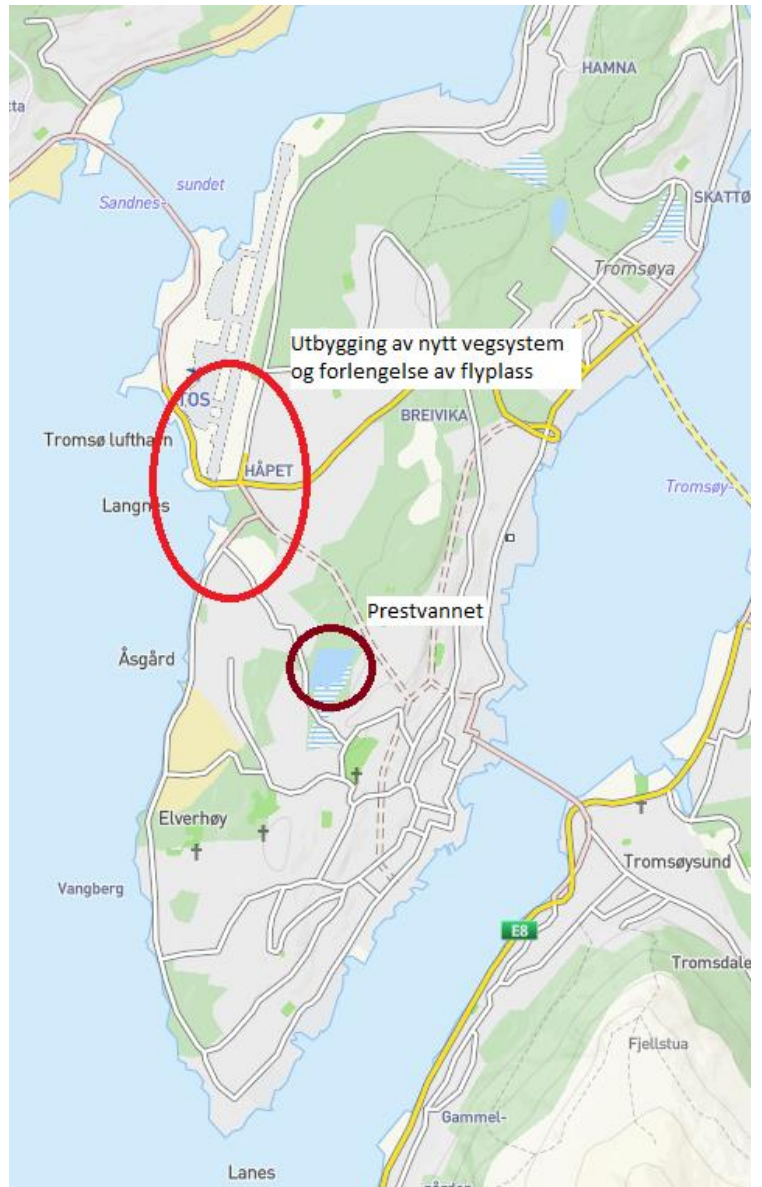 HAMNA
tta
sundet
Sandnes-
SKATTØ
Tromsøya
Utbygging av nytt vegsystem
og forlengelse av flyplass
TOS
BREIVIKA
Tromsø lufthavn
HÅPET
Tromsøy-
Langnes
Prestvannet
Åsgård
Elverhøy
Tromsøysund
Vangberg
E8
Tromsdale
Fjellstua
Gammel-
Lanes